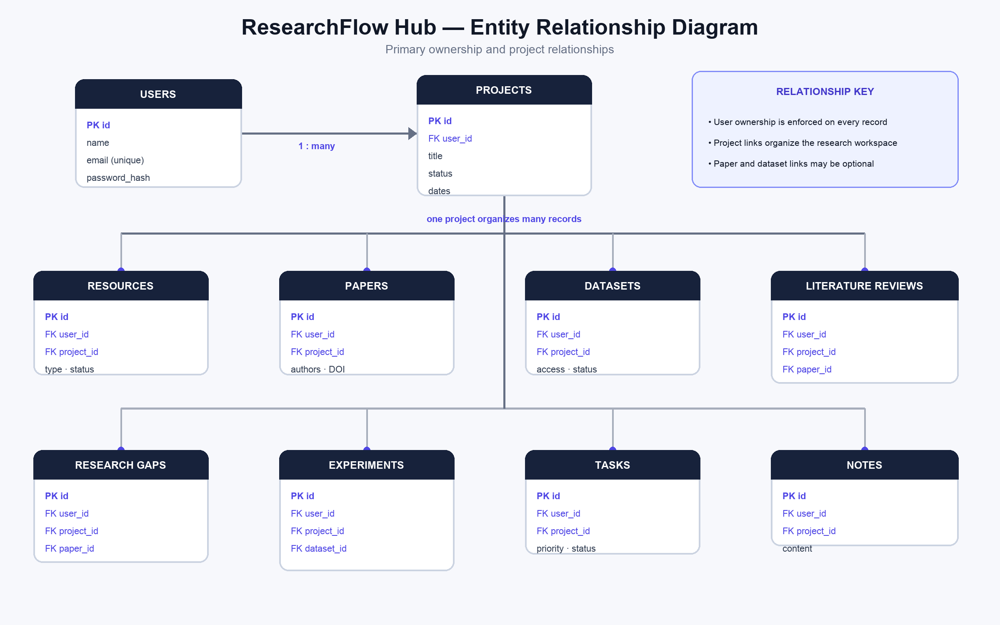 ResearchFlow Hub — Entity Relationship Diagram
Primary ownership and project relationships
USERS
PK id
name
email (unique)
password_hash
1 : many
PROJECTS
PK id
FK user_id
title
status
dates
RELATIONSHIP KEY
• User ownership is enforced on every record
• Project links organize the research workspace
• Paper and dataset links may be optional
one project organizes many records
RESOURCES
PK id
FK user_id
FK project_id
type · status
PAPERS
PK id
FK user_id
FK project_id
authors · DOI
DATASETS
PK id
FK user_id
FK project_id
access · status
LITERATURE REVIEWS
PK id
FK user_id
FK project_id
FK paper_id
RESEARCH GAPS
PK id
FK user_id
FK project_id
FK paper_id
EXPERIMENTS
PK id
FK user_id
FK project_id
FK dataset_id
TASKS
PK id
FK user_id
FK project_id
priority · status
NOTES
PK id
FK user_id
FK project_id
content